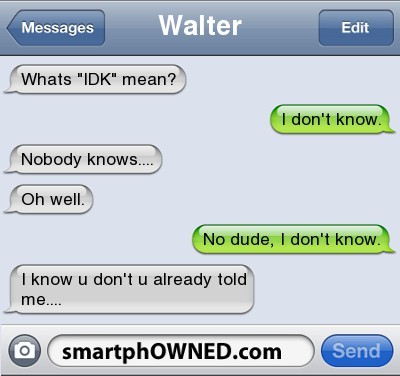 Messages
Walter
Edit
Whats "IDK" mean?
I don't know.
Nobody knows....
Oh well.
No dude, I don't know.
I know u don't u already told
me....
smartphOWNED.com
Send